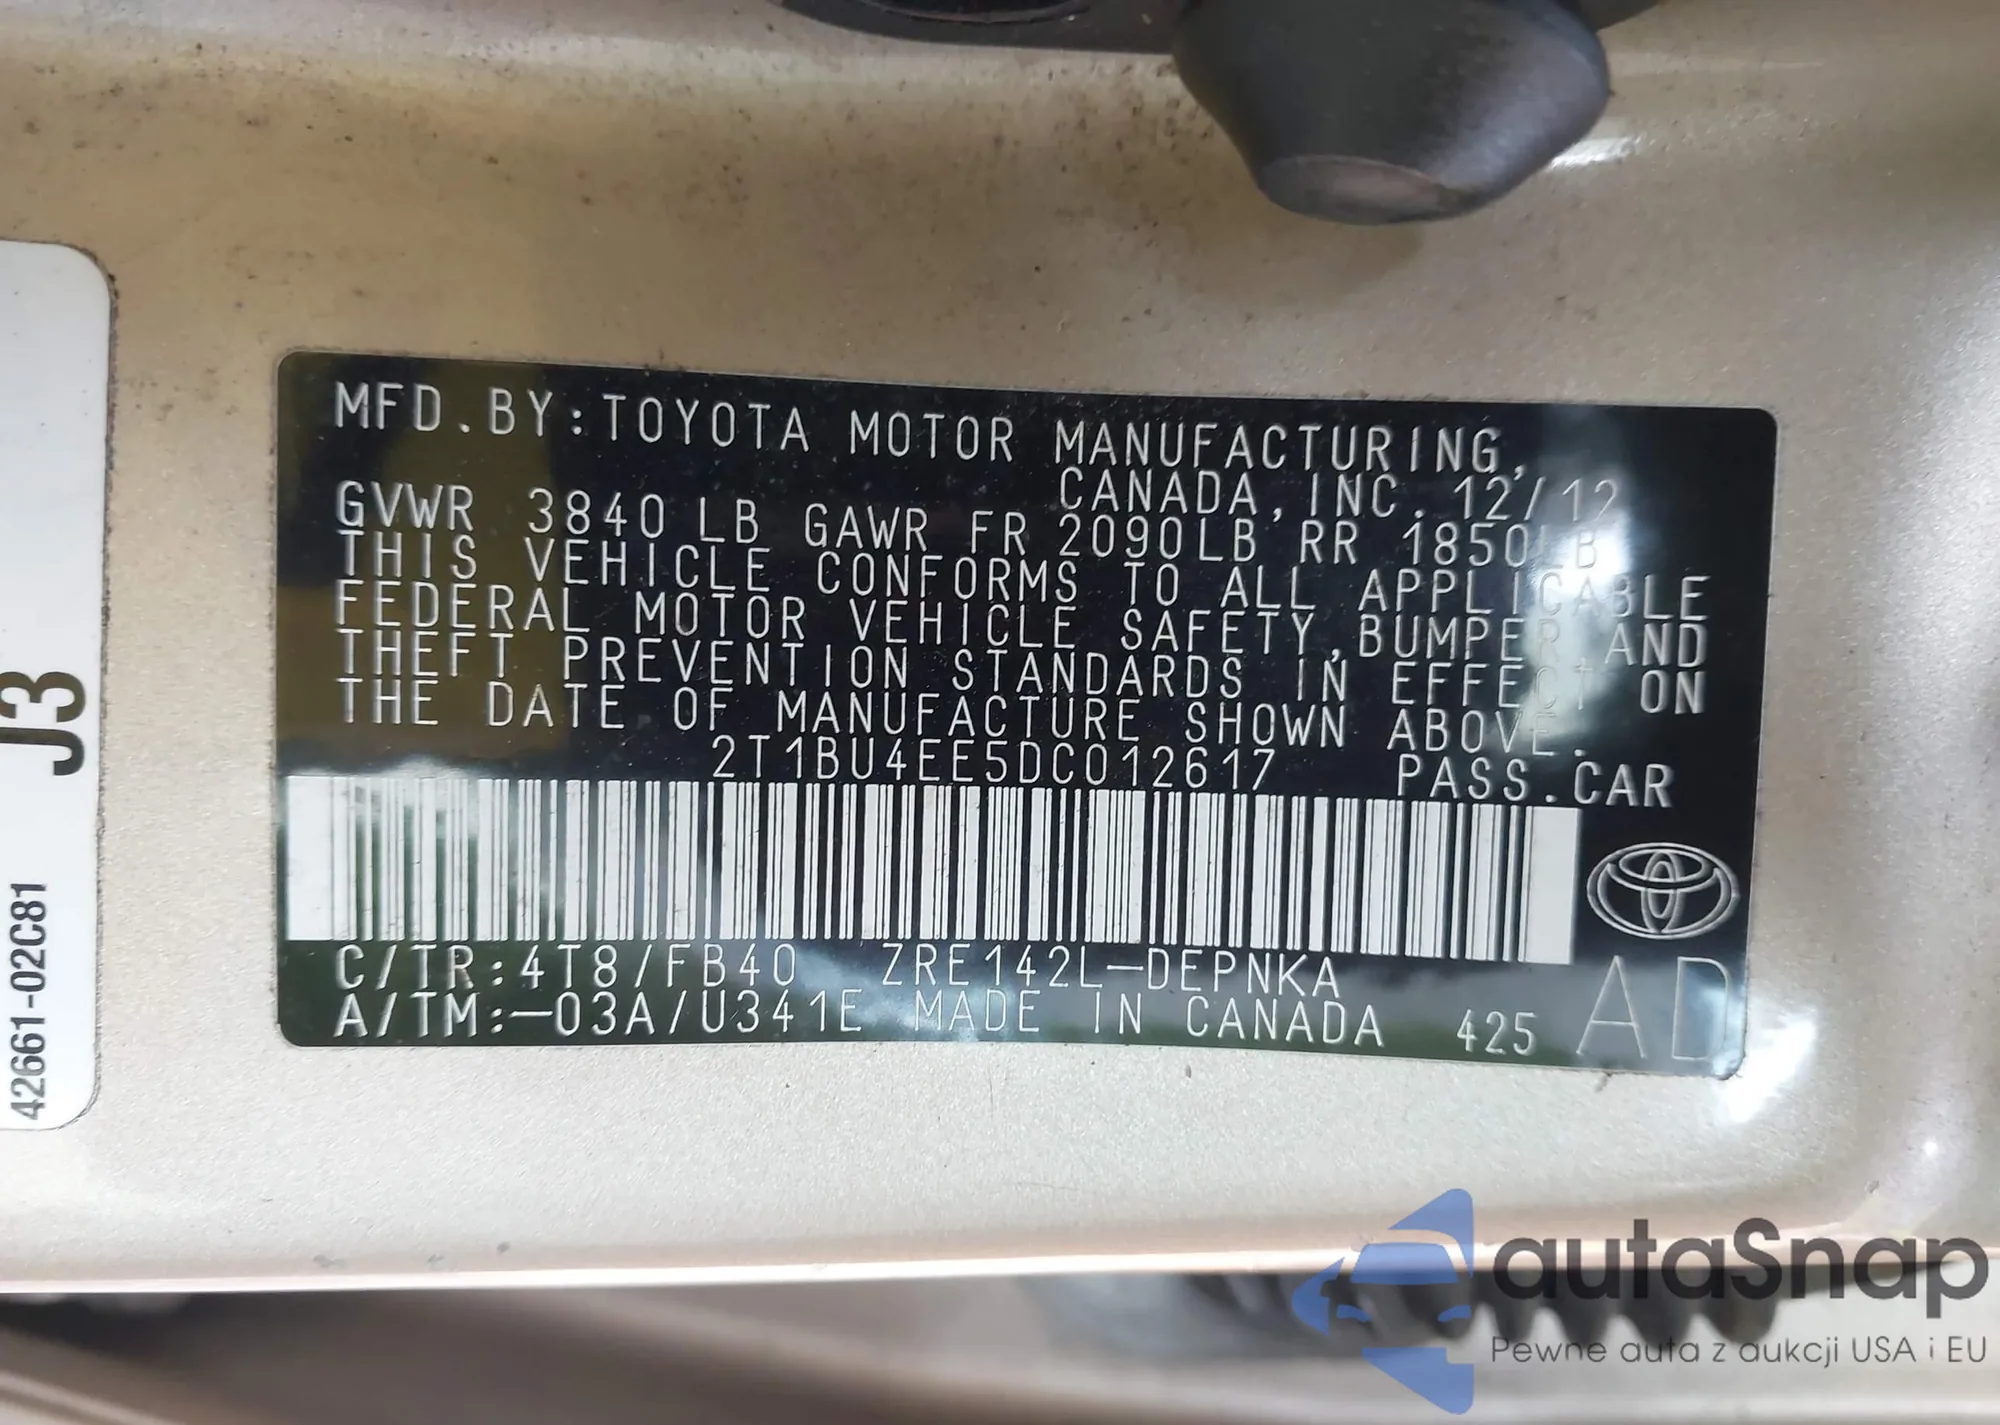 MFD.BY:TOYOTA MOTOR MANUFACTURING,
CANADA,INC. 12/12
GVWR 3840 LB GAWR FR 2090LB RR 1850LB
THIS VEHICLE CONFORMS TO ALL APPLICABLE
FEDERAL MOTOR VEHICLE SAFETY,BUMPER AND
THEFT PREVENTION STANDARDS IN EFFECT ON
THE DATE OF MANUFACTURE SHOWN ABOVE.
2T1BU4EE5DC012617 PASS.CAR
C/TR:4T8/FB40 ZRE142L-DEPNKA
A/TM:-03A/U341E MADE IN CANADA 425 AD
J3
42661-02C81
autaSnap
Pewne auta z aukcji USA i EU